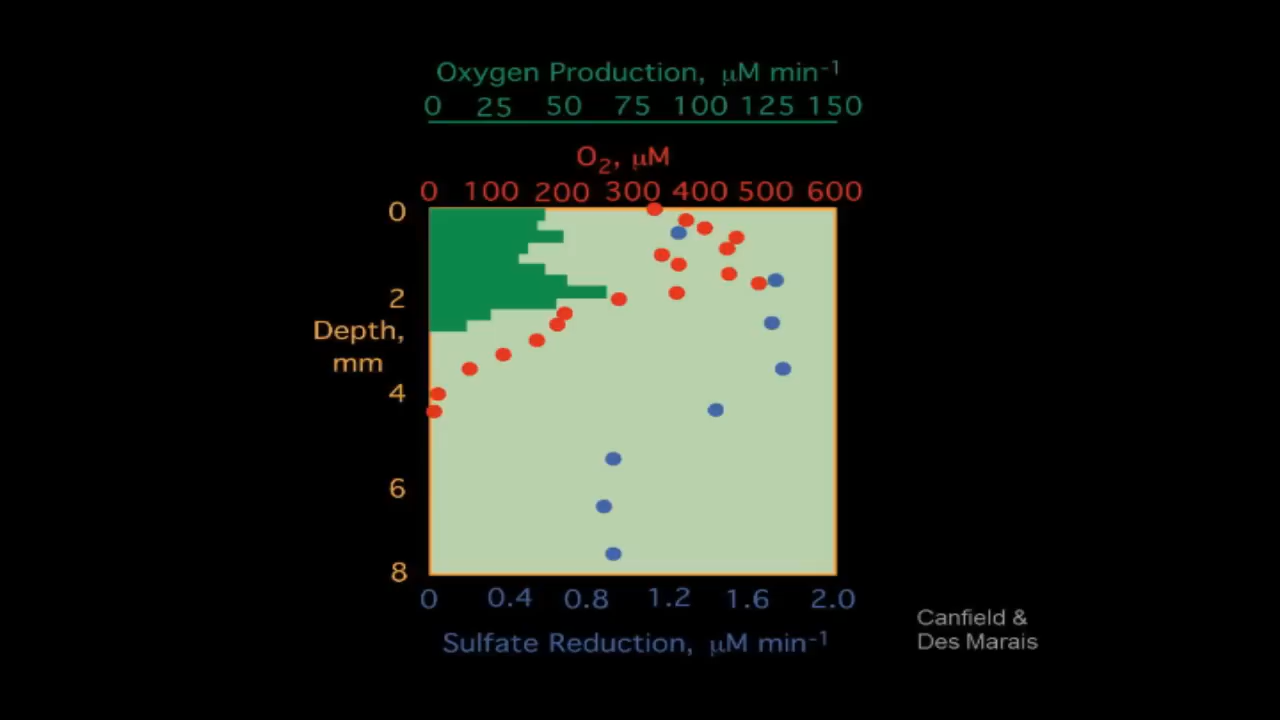 Oxygen Production, μM min⁻¹
0 25 50 75 100 125 150
O₂, μM
0 100 200 300 400 500 600
0
2
Depth,
mm
4
6
8
0 0.4 0.8 1.2 1.6 2.0
Sulfate Reduction, μM min⁻¹
Canfield &
Des Marais